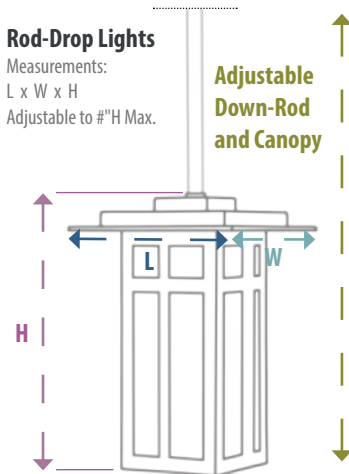 Rod-Drop Lights
Measurements:
L x W x H
Adjustable to #"H Max.
Adjustable
Down-Rod
and Canopy
L
W
H